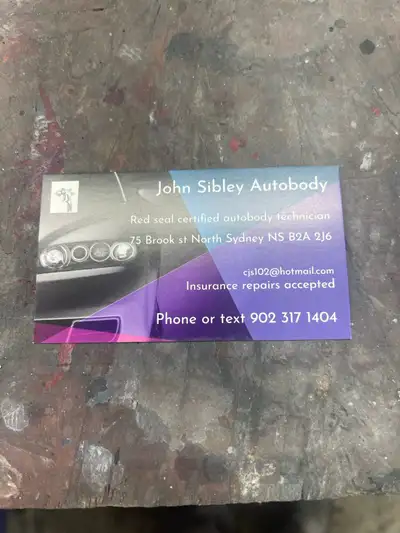 John Sibley Autobody
Red seal certified autobody technician
75 Brook st North Sydney NS B2A 2J6
cjs102@hotmail.com
Insurance repairs accepted
Phone or text 902 317 1404